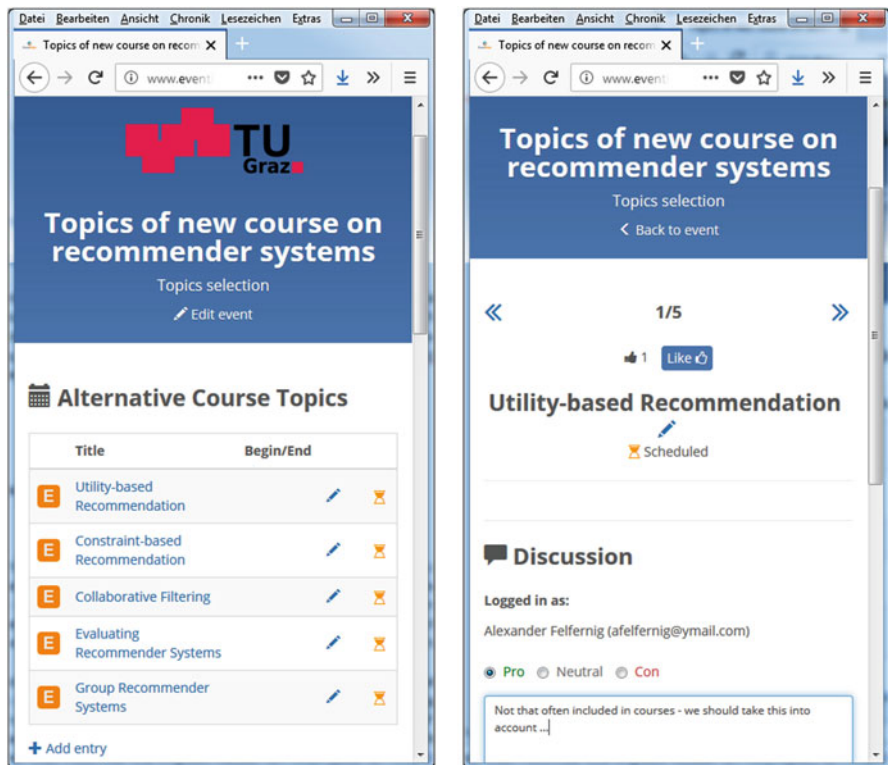 Datei Bearbeiten Ansicht Chronik Lesezeichen Extras
Topics of new course on recom
www.event
TU
Graz
Topics of new course on
recommender systems
Topics selection
Edit event
Alternative Course Topics
Title Begin/End
E Utility-based
Recommendation
E Constraint-based
Recommendation
E Collaborative Filtering
E Evaluating
Recommender Systems
E Group Recommender
Systems
+ Add entry
Datei Bearbeiten Ansicht Chronik Lesezeichen Extras
Topics of new course on recom
www.event
Topics of new course on
recommender systems
Topics selection
Back to event
1/5
1 Like
Utility-based Recommendation
Scheduled
Discussion
Logged in as:
Alexander Felfernig (afelfernig@ymail.com)
Pro Neutral Con
Not that often included in courses - we should take this into
account ...